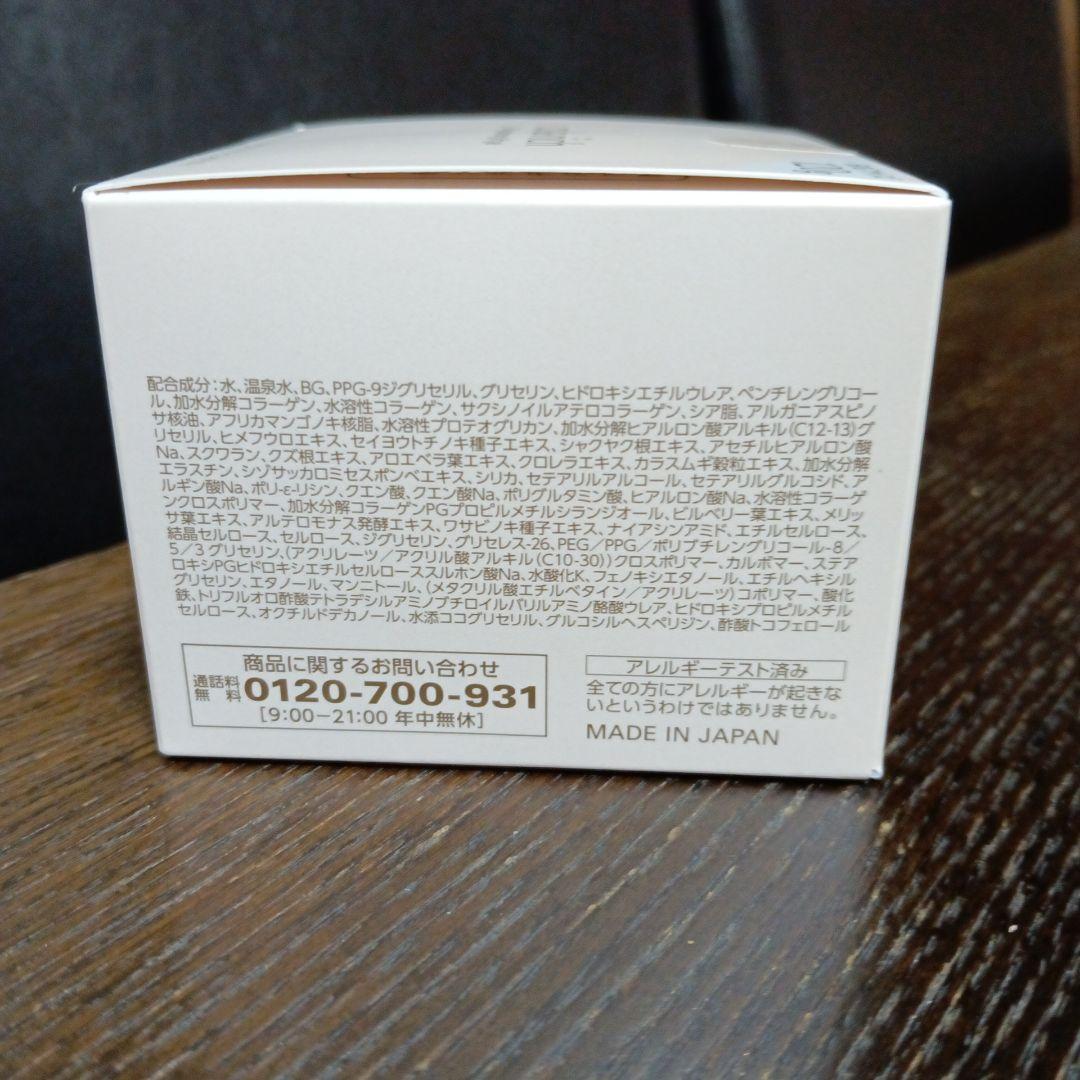 配合成分：水、温泉水、BG、PPG-9ジグリセリル、グリセリン、ヒドロキシエチルウレア、ペンチレングリコー
ル、加水分解コラーゲン、水溶性コラーゲン、サクシノイルアテロコラーゲン、シア脂、アルガニアスピノ
サ核油、アフリカマンゴノキ核脂、水溶性プロテオグリカン、加水分解ヒアルロン酸アルキル(C12-13)グ
リセリル、ヒメフウロエキス、セイヨウトチノキ種子エキス、シャクヤク根エキス、アセチルヒアルロン酸
Na、スクワラン、クズ根エキス、アロエベラ葉エキス、クロレラエキス、カラスムギ穀粒エキス、加水分解
エラスチン、シゾサッカロミセスポンベエキス、シリカ、セテアリルアルコール、セテアリルグルコシド、ア
ルギン酸Na、ポリ-ε-リシン、クエン酸、クエン酸Na、ポリグルタミン酸、ヒアルロン酸Na、水溶性コラーゲ
ンクロスポリマー、加水分解コラーゲンPGプロピルメチルシランジオール、ビルベリー葉エキス、メリッ
サ葉エキス、アルテロモナス発酵エキス、ワサビノキ種子エキス、ナイアシンアミド、エチルセルロース、
結晶セルロース、セルロース、ジグリセリン、グリセレス-26、PEG／PPG／ポリブチレングリコール-8／
5／3グリセリン、(アクリレーツ／アクリル酸アルキル(C10-30))クロスポリマー、カルボマー、ステア
ロキシPGヒドロキシエチルセルローススルホン酸Na、水酸化K、フェノキシエタノール、エチルヘキシル
グリセリン、エタノール、マンニトール、(メタクリル酸エチルベタイン／アクリレーツ)コポリマー、酸化
鉄、トリフルオロ酢酸テトラデシルアミノブチロイルバリルアミノ酪酸ウレア、ヒドロキシプロピルメチル
セルロース、オクチルドデカノール、水添ココグリセリル、グルコシルヘスペリジン、酢酸トコフェロール
商品に関するお問い合わせ
通話料無料 0120-700-931
[9:00－21:00 年中無休]
アレルギーテスト済み
全ての方にアレルギーが起きな
いというわけではありません。
MADE IN JAPAN